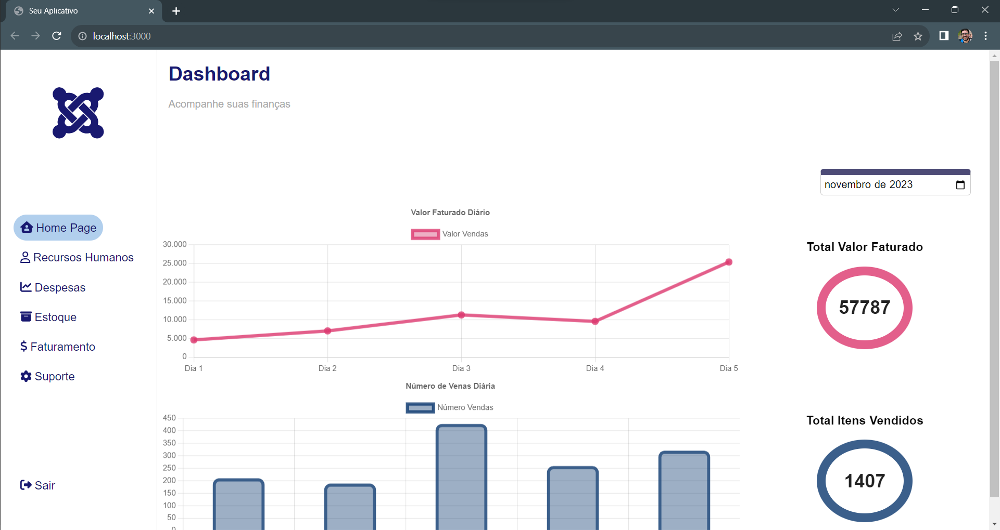 Seu Aplicativo
localhost:3000
Dashboard
Acompanhe suas finanças
novembro de 2023
Home Page
Recursos Humanos
Despesas
Estoque
$ Faturamento
Suporte
Sair
Valor Faturado Diário
Valor Vendas
30.000
25.000
20.000
15.000
10.000
5.000
0
Dia 1 Dia 2 Dia 3 Dia 4 Dia 5
Total Valor Faturado
57787
Número de Venas Diária
Número Vendas
450
400
350
300
250
200
150
100
50
0
Total Itens Vendidos
1407